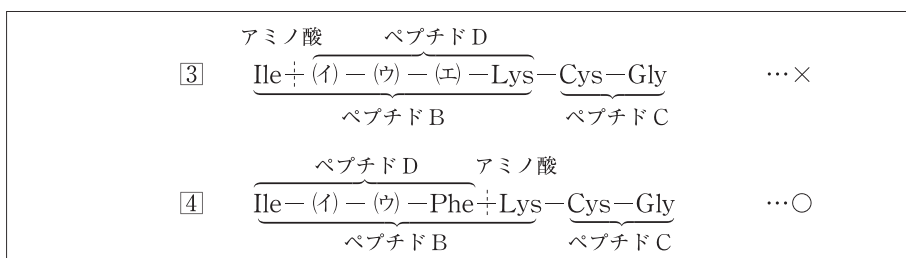 アミノ酸 ペプチドD
3 Ile-(イ)-(ウ)-(エ)-Lys-Cys-Gly …×
ペプチドB ペプチドC
ペプチドD アミノ酸
4 Ile-(イ)-(ウ)-Phe-Lys-Cys-Gly …○
ペプチドB ペプチドC